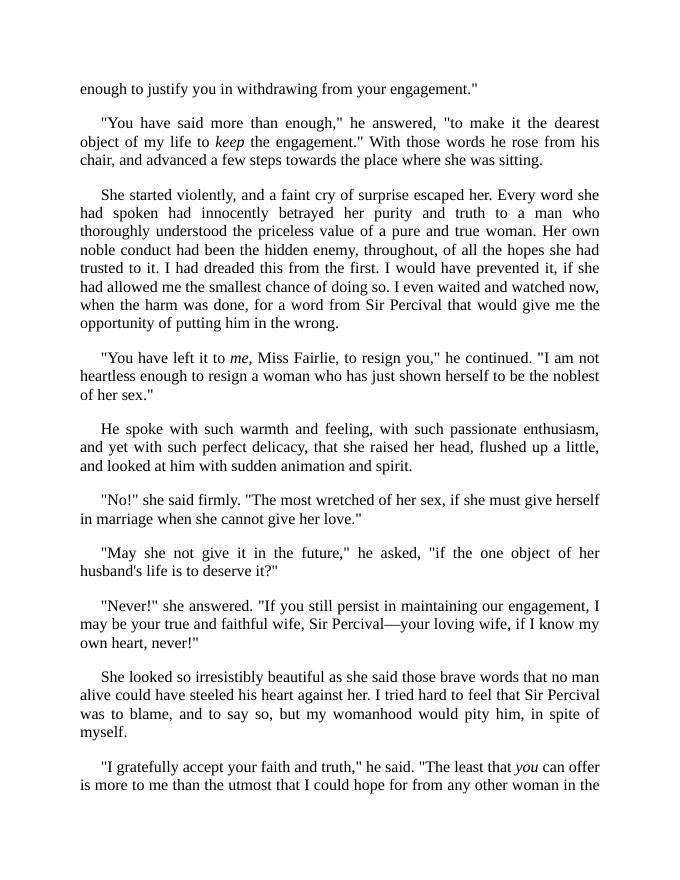 enough to justify you in withdrawing from your engagement."
"You have said more than enough," he answered, "to make it the dearest
object of my life to keep the engagement." With those words he rose from his
chair, and advanced a few steps towards the place where she was sitting.
She started violently, and a faint cry of surprise escaped her. Every word she
had spoken had innocently betrayed her purity and truth to a man who
thoroughly understood the priceless value of a pure and true woman. Her own
noble conduct had been the hidden enemy, throughout, of all the hopes she had
trusted to it. I had dreaded this from the first. I would have prevented it, if she
had allowed me the smallest chance of doing so. I even waited and watched now,
when the harm was done, for a word from Sir Percival that would give me the
opportunity of putting him in the wrong.
"You have left it to me, Miss Fairlie, to resign you," he continued. "I am not
heartless enough to resign a woman who has just shown herself to be the noblest
of her sex."
He spoke with such warmth and feeling, with such passionate enthusiasm,
and yet with such perfect delicacy, that she raised her head, flushed up a little,
and looked at him with sudden animation and spirit.
"No!" she said firmly. "The most wretched of her sex, if she must give herself
in marriage when she cannot give her love."
"May she not give it in the future," he asked, "if the one object of her
husband's life is to deserve it?"
"Never!" she answered. "If you still persist in maintaining our engagement, I
may be your true and faithful wife, Sir Percival—your loving wife, if I know my
own heart, never!"
She looked so irresistibly beautiful as she said those brave words that no man
alive could have steeled his heart against her. I tried hard to feel that Sir Percival
was to blame, and to say so, but my womanhood would pity him, in spite of
myself.
"I gratefully accept your faith and truth," he said. "The least that you can offer
is more to me than the utmost that I could hope for from any other woman in the